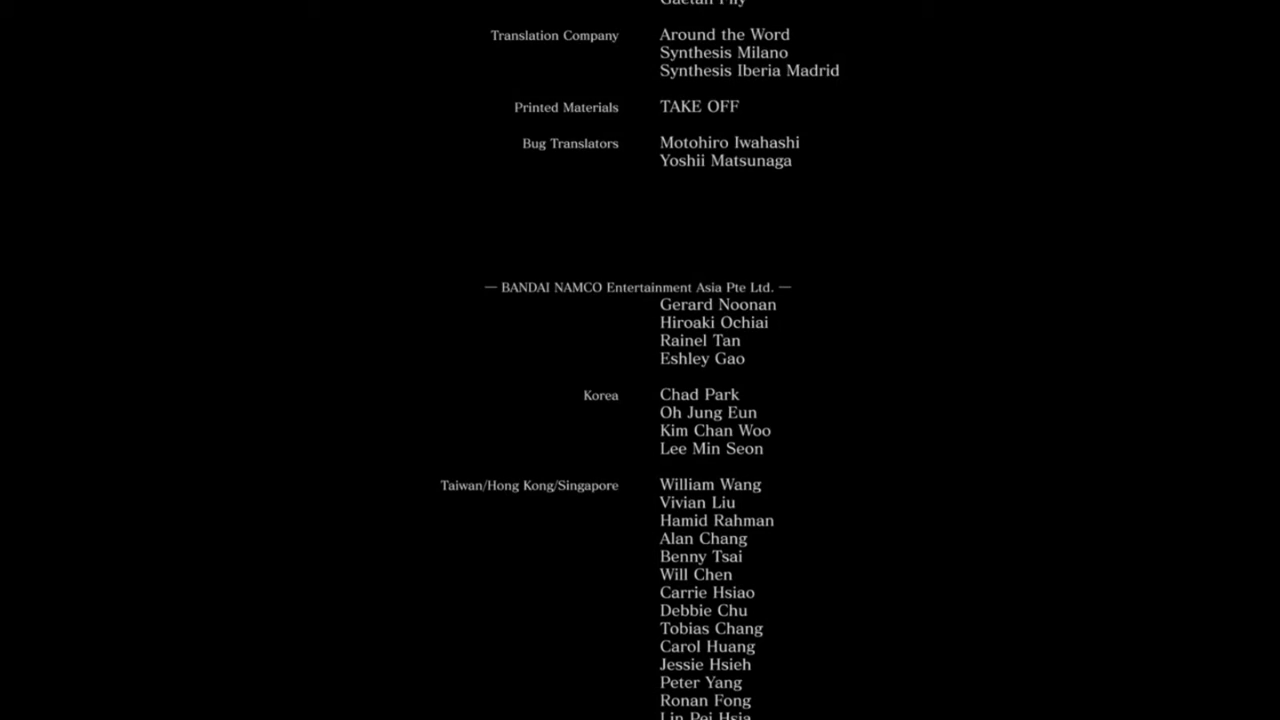 Translation Company Around the Word
Synthesis Milano
Synthesis Iberia Madrid
Printed Materials TAKE OFF
Bug Translators Motohiro Iwahashi
Yoshii Matsunaga
— BANDAI NAMCO Entertainment Asia Pte Ltd. —
Gerard Noonan
Hiroaki Ochiai
Rainel Tan
Eshley Gao
Korea Chad Park
Oh Jung Eun
Kim Chan Woo
Lee Min Seon
Taiwan/Hong Kong/Singapore William Wang
Vivian Liu
Hamid Rahman
Alan Chang
Benny Tsai
Will Chen
Carrie Hsiao
Debbie Chu
Tobias Chang
Carol Huang
Jessie Hsieh
Peter Yang
Ronan Fong
Lin Pei Hsia